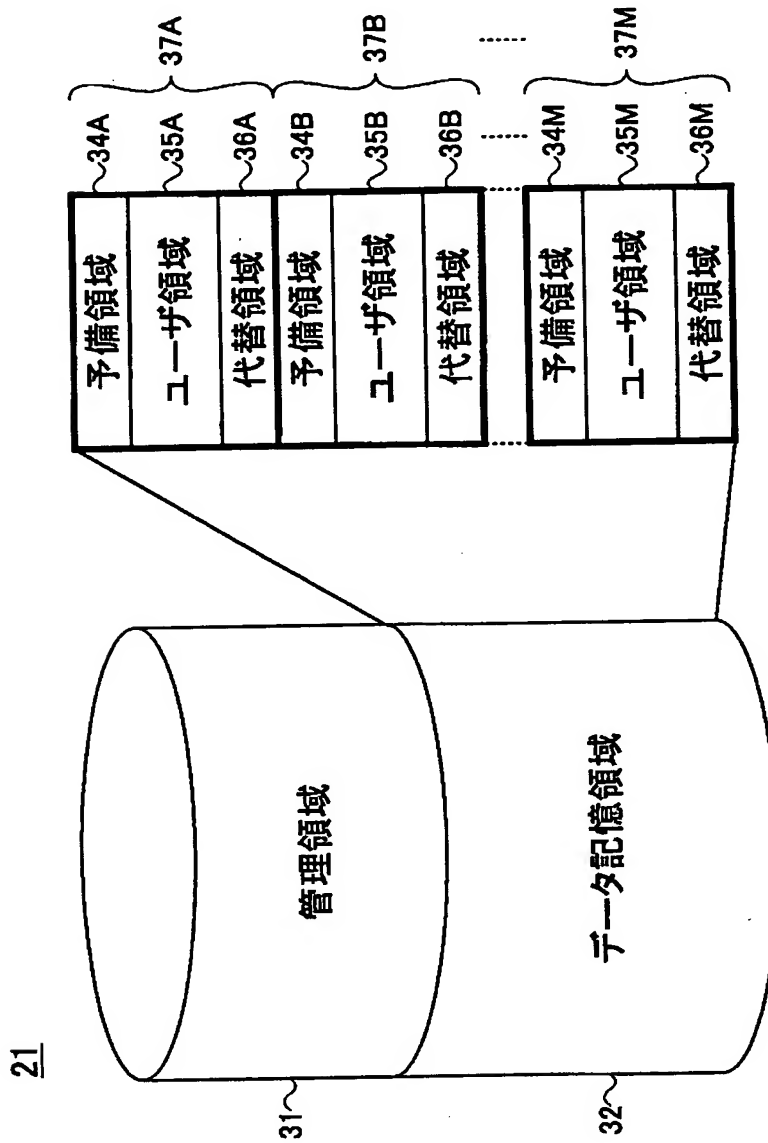 21
31
管理領域
32
データ記憶領域
予備領域
34A
ユーザ領域
35A
37A
代替領域
36A
予備領域
34B
ユーザ領域
35B
37B
代替領域
36B
予備領域
34M
ユーザ領域
35M
37M
代替領域
36M